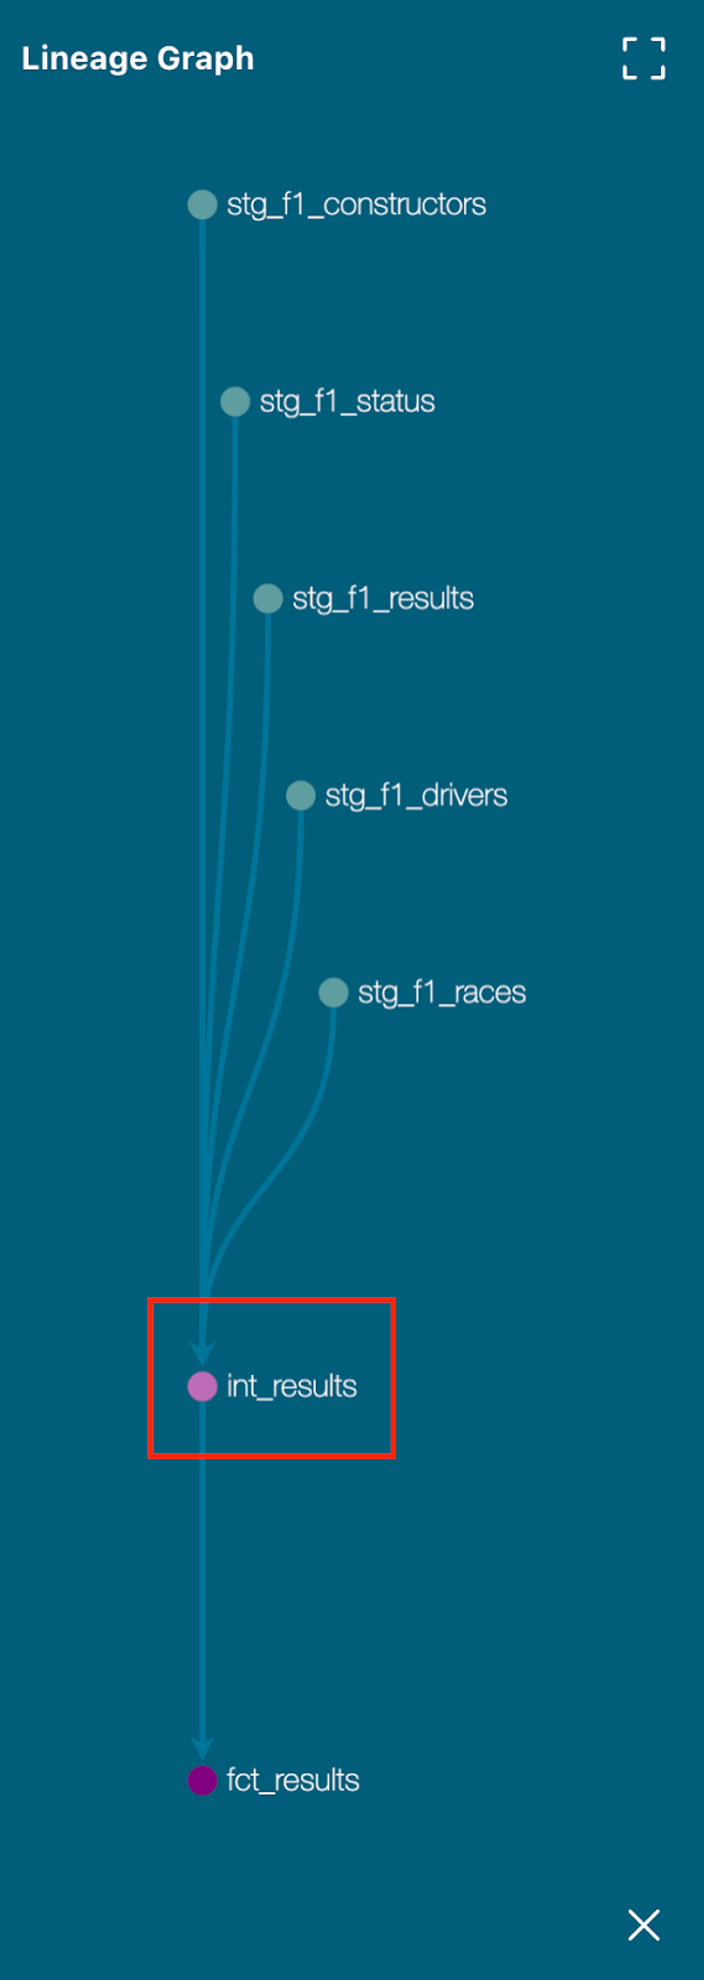 Lineage Graph
stg_f1_constructors
stg_f1_status
stg_f1_results
stg_f1_drivers
stg_f1_races
int_results
fct_results